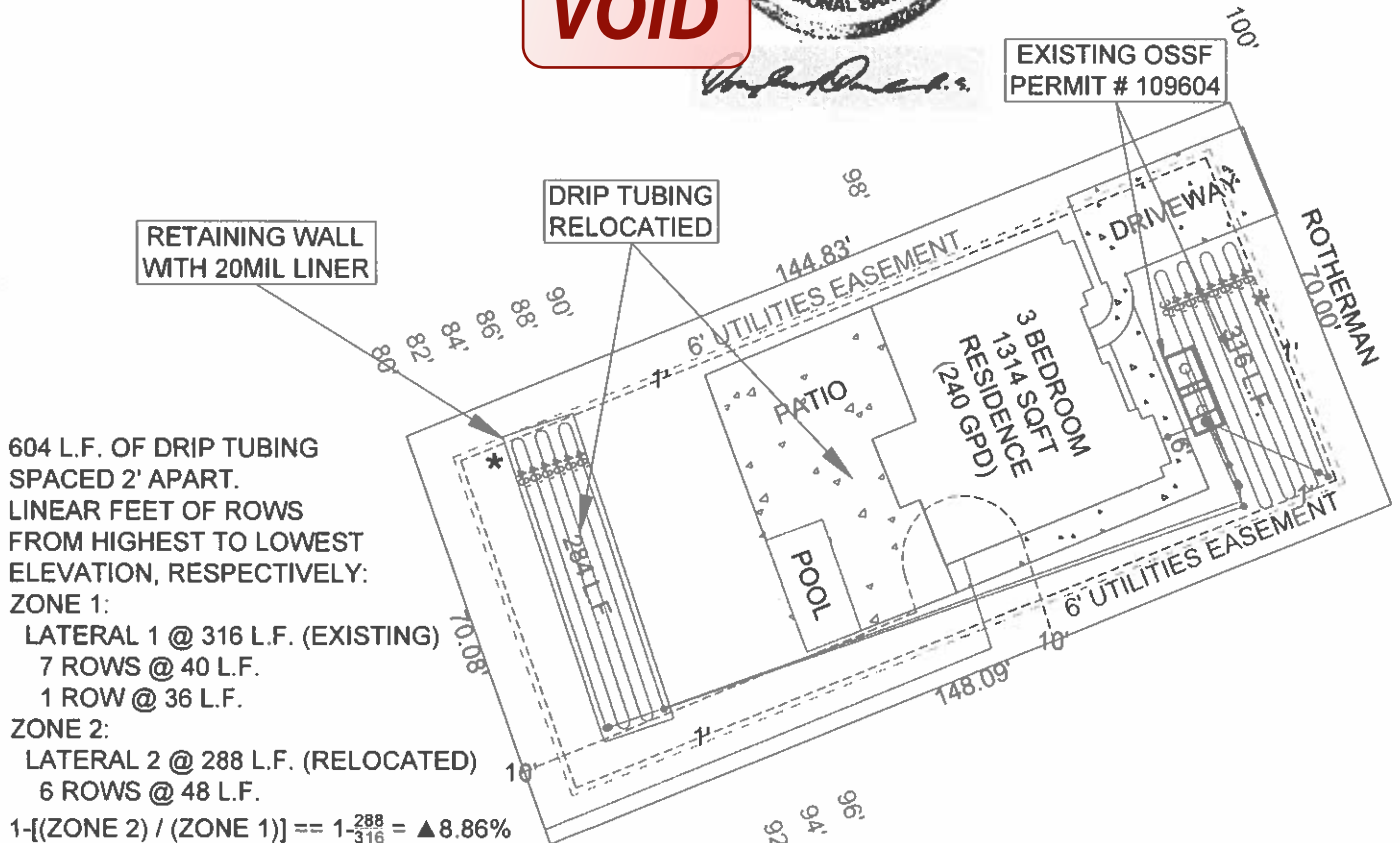 VOID
100'
EXISTING OSSF
PERMIT # 109604
98'
DRIP TUBING
RELOCATIED
DRIVEWAY
RETAINING WALL
WITH 20MIL LINER
ROTHERMAN
70.00'
144.83'
6' UTILITIES EASEMENT
90'
88'
86'
84'
82'
80'
1'
3 BEDROOM
1314 SQFT
RESIDENCE
(240 GPD)
316 L.F.
1'
PATIO
6'
*
*
604 L.F. OF DRIP TUBING
SPACED 2' APART.
LINEAR FEET OF ROWS
FROM HIGHEST TO LOWEST
ELEVATION, RESPECTIVELY:
ZONE 1:
LATERAL 1 @ 316 L.F. (EXISTING)
7 ROWS @ 40 L.F.
1 ROW @ 36 L.F.
ZONE 2:
LATERAL 2 @ 288 L.F. (RELOCATED)
6 ROWS @ 48 L.F.
1-[(ZONE 2) / (ZONE 1)] == 1-288/316 = ▲8.86%
284 L.F.
POOL
1'
6' UTILITIES EASEMENT
10'
70.08'
148.09'
1'
10'
96'
94'
92'